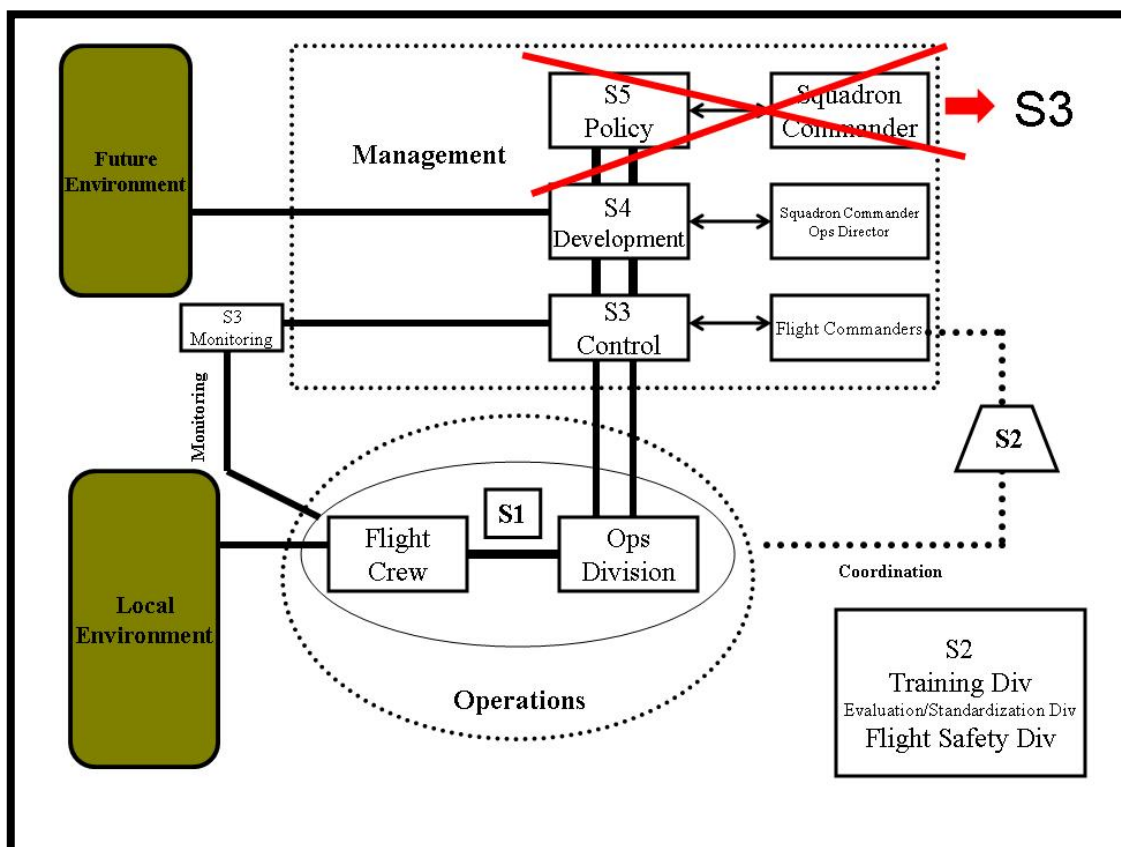 S5
Policy
Squadron
Commander
S3
Management
Future
Environment
S4
Development
Squadron Commander
Ops Director
S3
Monitoring
S3
Control
Flight Commanders
Monitoring
S2
S1
Flight
Crew
Ops
Division
Coordination
Local
Environment
Operations
S2
Training Div
Evaluation/Standardization Div
Flight Safety Div